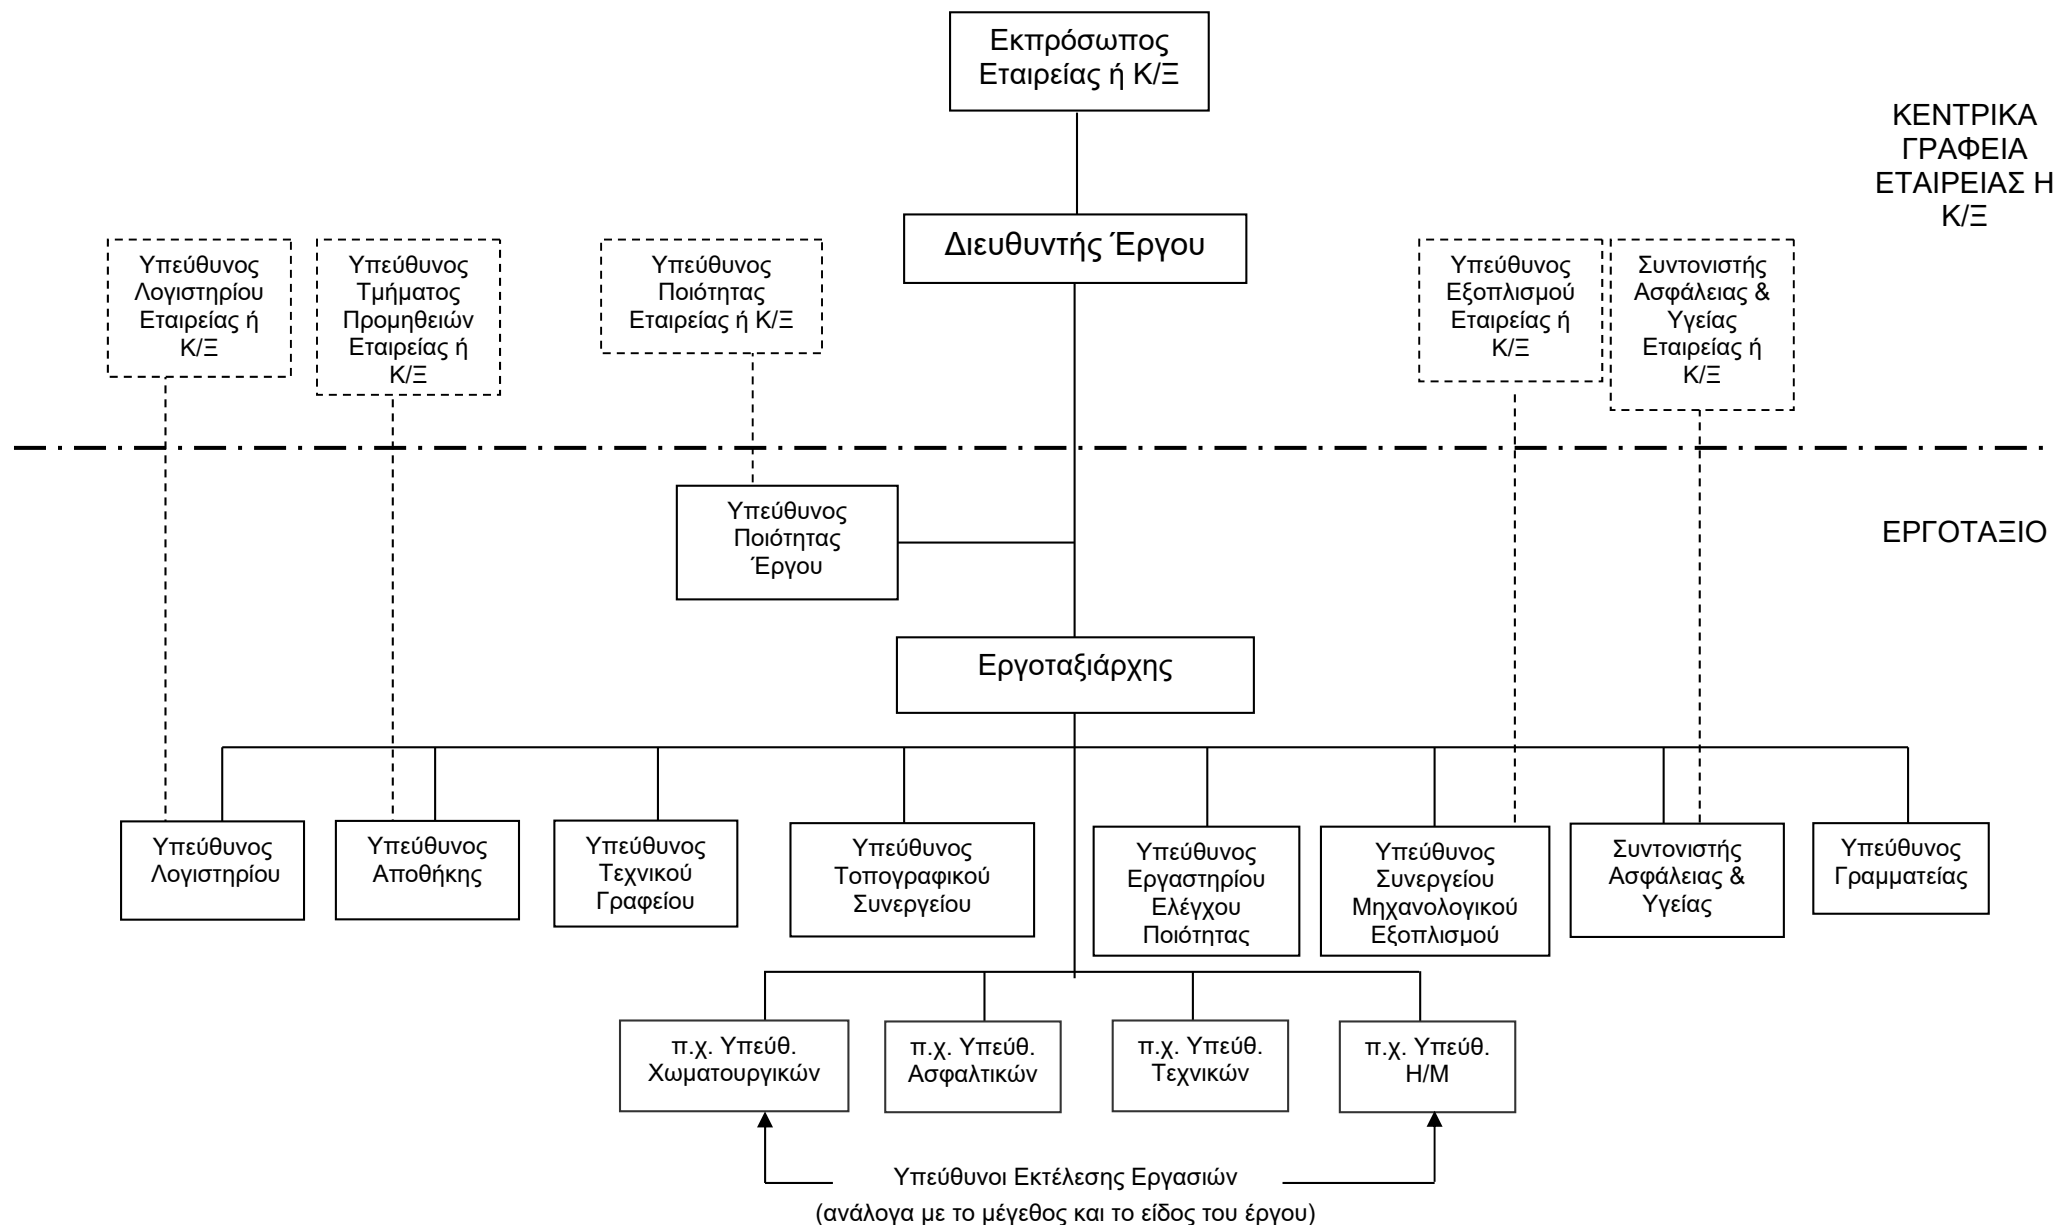 Εκπρόσωπος
Εταιρείας ή Κ/Ξ
ΚΕΝΤΡΙΚΑ
ΓΡΑΦΕΙΑ
ΕΤΑΙΡΕΙΑΣ Η
Κ/Ξ
Διευθυντής Έργου
Υπεύθυνος
Λογιστηρίου
Εταιρείας ή
Κ/Ξ
Υπεύθυνος
Τμήματος
Προμηθειών
Εταιρείας ή
Κ/Ξ
Υπεύθυνος
Ποιότητας
Εταιρείας ή Κ/Ξ
Υπεύθυνος
Εξοπλισμού
Εταιρείας ή
Κ/Ξ
Συντονιστής
Ασφάλειας &
Υγείας
Εταιρείας ή
Κ/Ξ
Υπεύθυνος
Ποιότητας
Έργου
ΕΡΓΟΤΑΞΙΟ
Εργοταξιάρχης
Υπεύθυνος
Λογιστηρίου
Υπεύθυνος
Αποθήκης
Υπεύθυνος
Τεχνικού
Γραφείου
Υπεύθυνος
Τοπογραφικού
Συνεργείου
Υπεύθυνος
Εργαστηρίου
Ελέγχου
Ποιότητας
Υπεύθυνος
Συνεργείου
Μηχανολογικού
Εξοπλισμού
Συντονιστής
Ασφάλειας &
Υγείας
Υπεύθυνος
Γραμματείας
π.χ. Υπεύθ.
Χωματουργικών
π.χ. Υπεύθ.
Ασφαλτικών
π.χ. Υπεύθ.
Τεχνικών
π.χ. Υπεύθ.
Η/Μ
Υπεύθυνοι Εκτέλεσης Εργασιών
(ανάλογα με το μέγεθος και το είδος του έργου)